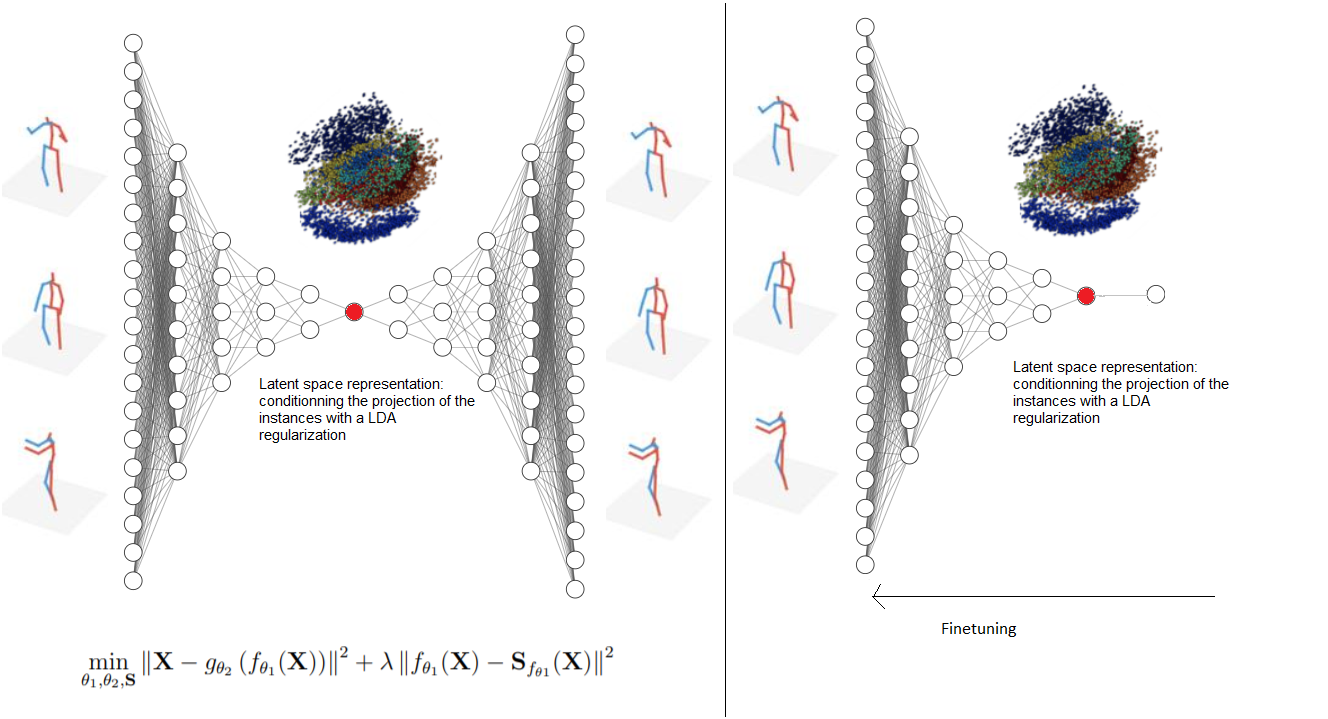 Latent space representation:
conditionning the projection of the
instances with a LDA
regularization
min_{θ₁,θ₂,𝐒} ‖𝐗 − g_{θ₂} (f_{θ₁}(𝐗))‖² + λ ‖f_{θ₁}(𝐗) − 𝐒_{f_{θ1}}(𝐗)‖²
Latent space representation:
conditionning the projection of the
instances with a LDA
regularization
Finetuning